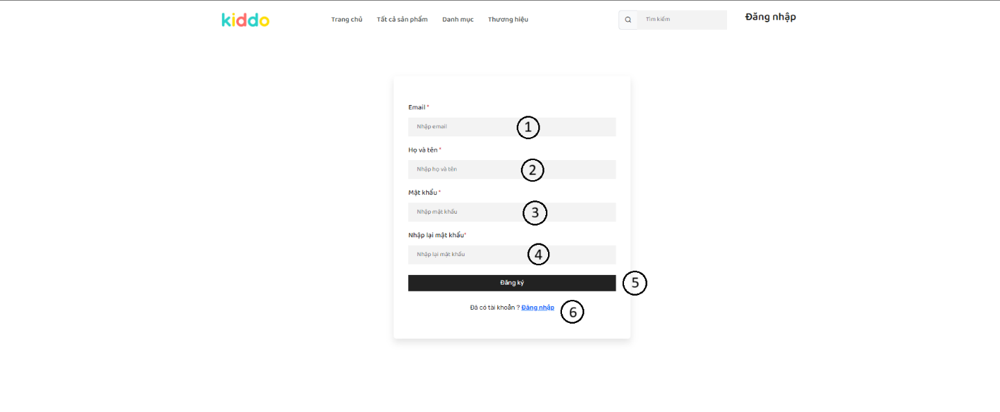 kiddo Trang chủ Tất cả sản phẩm Danh mục Thương hiệu Tìm kiếm Đăng nhập
Email *
Nhập email 1
Họ và tên *
Nhập họ và tên 2
Mật khẩu *
Nhập mật khẩu 3
Nhập lại mật khẩu*
Nhập lại mật khẩu 4
Đăng ký 5
Đã có tài khoản ? Đăng nhập 6